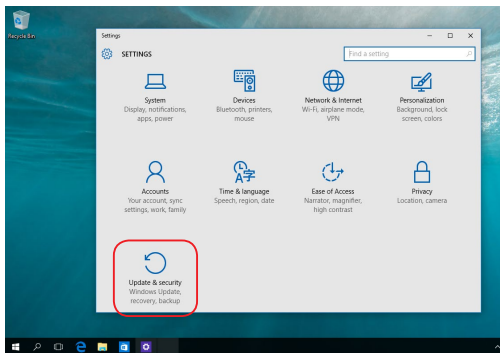 Recycle Bin
Settings
SETTINGS
Find a setting
System
Display, notifications,
apps, power
Devices
Bluetooth, printers,
mouse
Network & Internet
Wi-Fi, airplane mode,
VPN
Personalization
Background, lock
screen, colors
Accounts
Your account, sync
settings, work, family
Time & language
Speech, region, date
Ease of Access
Narrator, magnifier,
high contrast
Privacy
Location, camera
Update & security
Windows Update,
recovery, backup